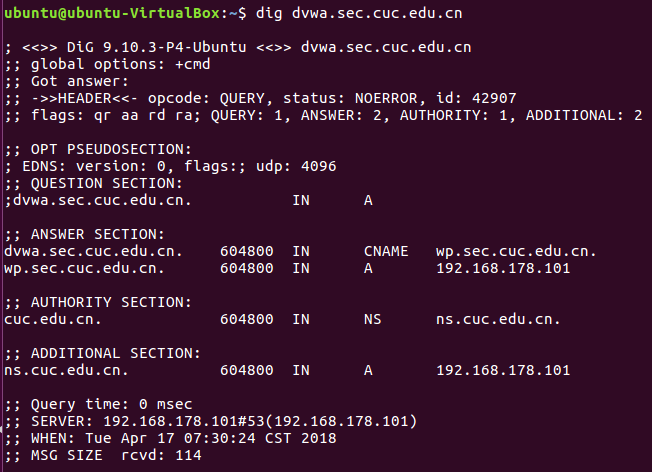 ubuntu@ubuntu-VirtualBox:~$ dig dvwa.sec.cuc.edu.cn
; <<>> DiG 9.10.3-P4-Ubuntu <<>> dvwa.sec.cuc.edu.cn
;; global options: +cmd
;; Got answer:
;; ->>HEADER<<- opcode: QUERY, status: NOERROR, id: 42907
;; flags: qr aa rd ra; QUERY: 1, ANSWER: 2, AUTHORITY: 1, ADDITIONAL: 2
;; OPT PSEUDOSECTION:
; EDNS: version: 0, flags:; udp: 4096
;; QUESTION SECTION:
;dvwa.sec.cuc.edu.cn. IN A
;; ANSWER SECTION:
dvwa.sec.cuc.edu.cn. 604800 IN CNAME wp.sec.cuc.edu.cn.
wp.sec.cuc.edu.cn. 604800 IN A 192.168.178.101
;; AUTHORITY SECTION:
cuc.edu.cn. 604800 IN NS ns.cuc.edu.cn.
;; ADDITIONAL SECTION:
ns.cuc.edu.cn. 604800 IN A 192.168.178.101
;; Query time: 0 msec
;; SERVER: 192.168.178.101#53(192.168.178.101)
;; WHEN: Tue Apr 17 07:30:24 CST 2018
;; MSG SIZE rcvd: 114